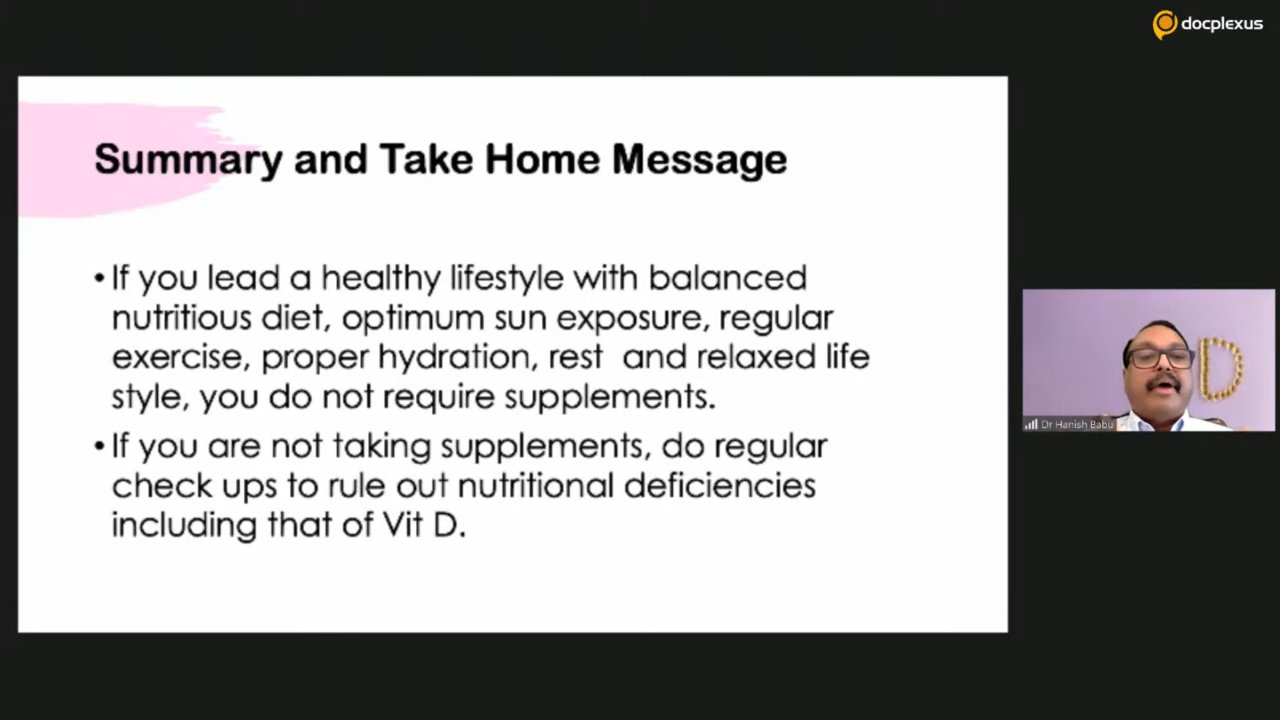 docplexus
Summary and Take Home Message
• If you lead a healthy lifestyle with balanced
nutritious diet, optimum sun exposure, regular
exercise, proper hydration, rest and relaxed life
style, you do not require supplements.
• If you are not taking supplements, do regular
check ups to rule out nutritional deficiencies
including that of Vit D.
D
Dr Hanish Babu